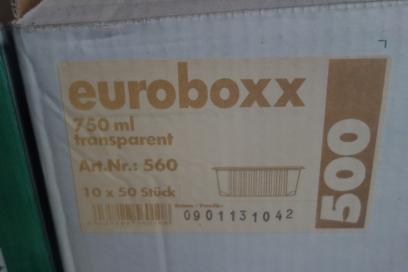 euroboxx
750 ml
transparent
Art.Nr.: 560
10 x 50 Stück
0901131042
500